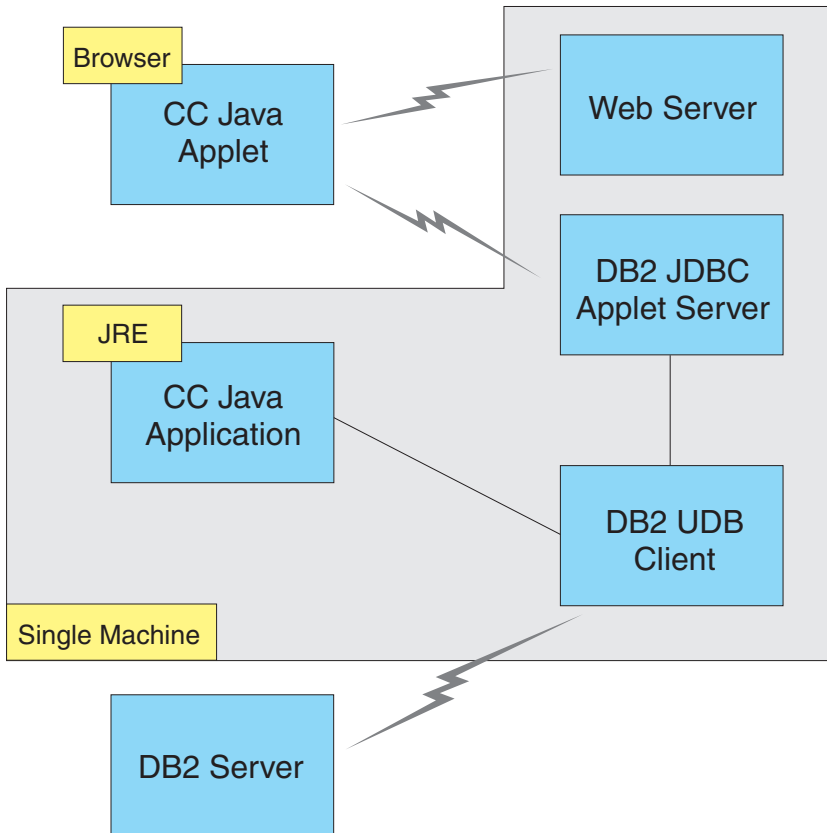 Browser
CC Java
Applet
Web Server
DB2 JDBC
Applet Server
JRE
CC Java
Application
DB2 UDB
Client
Single Machine
DB2 Server